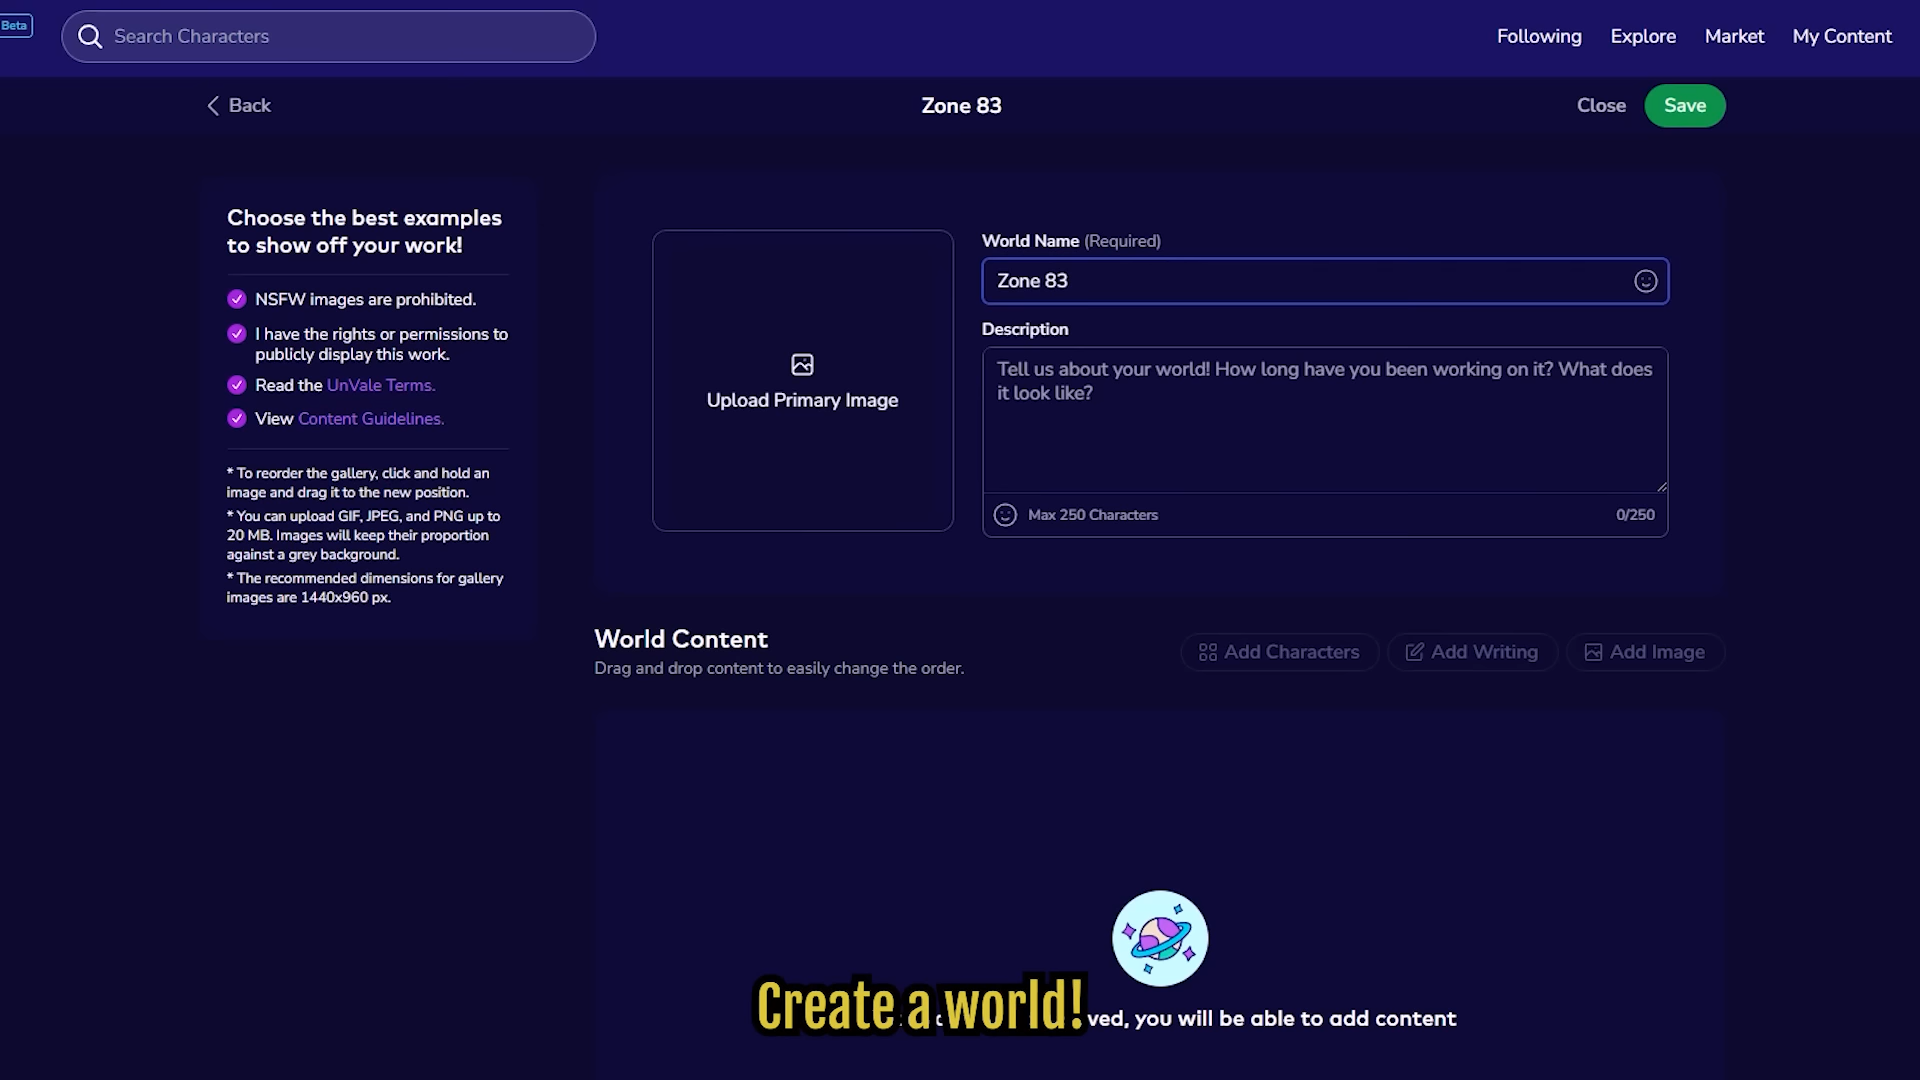 Beta
Search Characters
Following
Explore
Market
My Content
Back
Zone 83
Close
Save
Choose the best examples
to show off your work!
NSFW images are prohibited.
I have the rights or permissions to
publicly display this work.
Read the UnVale Terms.
View Content Guidelines.
* To reorder the gallery, click and hold an
image and drag it to the new position.
* You can upload GIF, JPEG, and PNG up to
20 MB. Images will keep their proportion
against a grey background.
* The recommended dimensions for gallery
images are 1440x960 px.
Upload Primary Image
World Name (Required)
Zone 83
Description
Tell us about your world! How long have you been working on it? What does
it look like?
Max 250 Characters
0/250
World Content
Drag and drop content to easily change the order.
Add Characters
Add Writing
Add Image
Create a world!
you will be able to add content